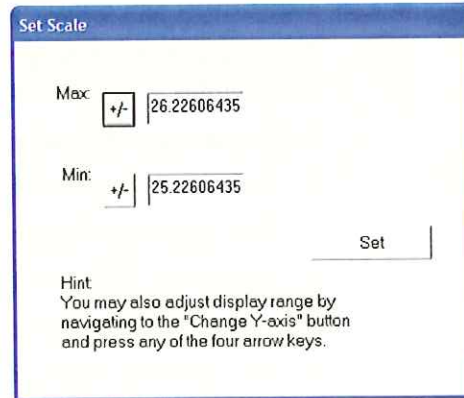 Set Scale
Max: +/- 26.22606435
Min: +/- 25.22606435
Set
Hint:
You may also adjust display range by
navigating to the "Change Y-axis" button
and press any of the four arrow keys.